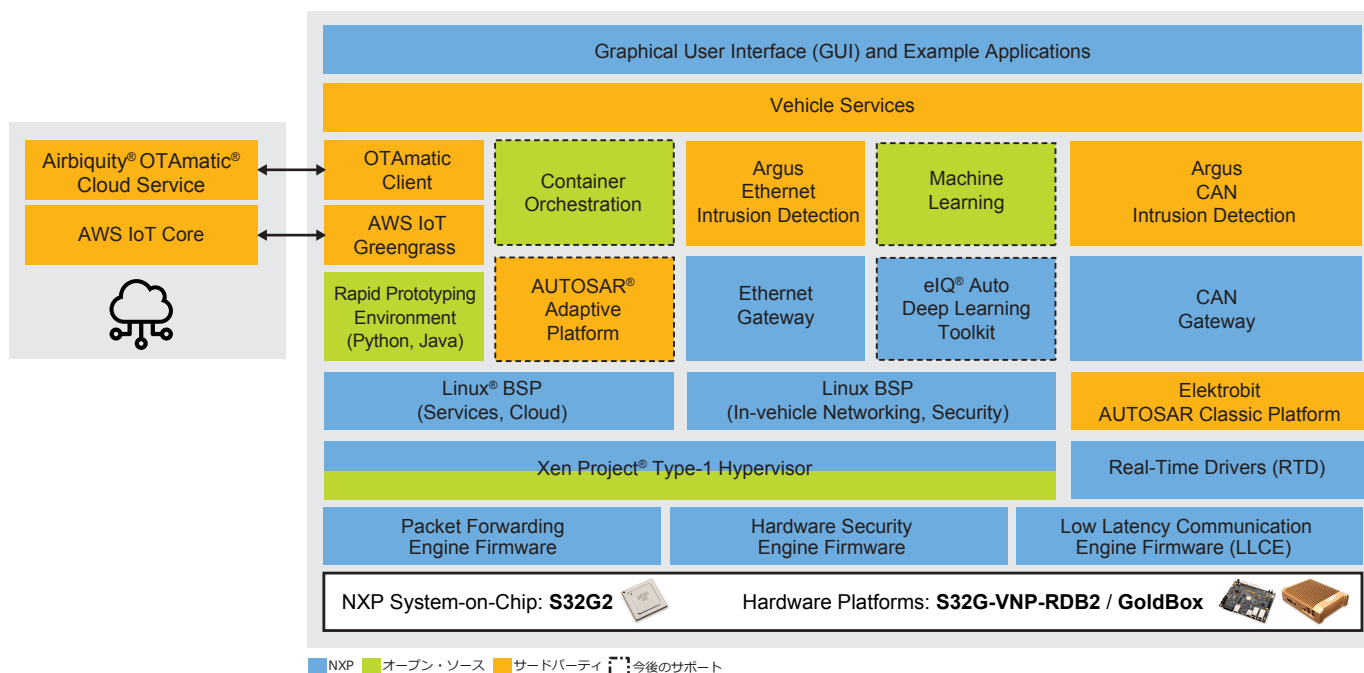 Graphical User Interface (GUI) and Example Applications
Vehicle Services
Airbiquity® OTAmatic®
Cloud Service
AWS IoT Core
OTAmatic
Client
AWS IoT
Greengrass
Rapid Prototyping
Environment
(Python, Java)
Container
Orchestration
AUTOSAR®
Adaptive
Platform
Argus
Ethernet
Intrusion Detection
Ethernet
Gateway
Machine
Learning
eIQ® Auto
Deep Learning
Toolkit
Argus
CAN
Intrusion Detection
CAN
Gateway
Linux® BSP
(Services, Cloud)
Linux BSP
(In-vehicle Networking, Security)
Elektrobit
AUTOSAR Classic Platform
Xen Project® Type-1 Hypervisor
Real-Time Drivers (RTD)
Packet Forwarding
Engine Firmware
Hardware Security
Engine Firmware
Low Latency Communication
Engine Firmware (LLCE)
NXP System-on-Chip: S32G2
Hardware Platforms: S32G-VNP-RDB2 / GoldBox
NXP オープン・ソース サードパーティ 今後のサポート